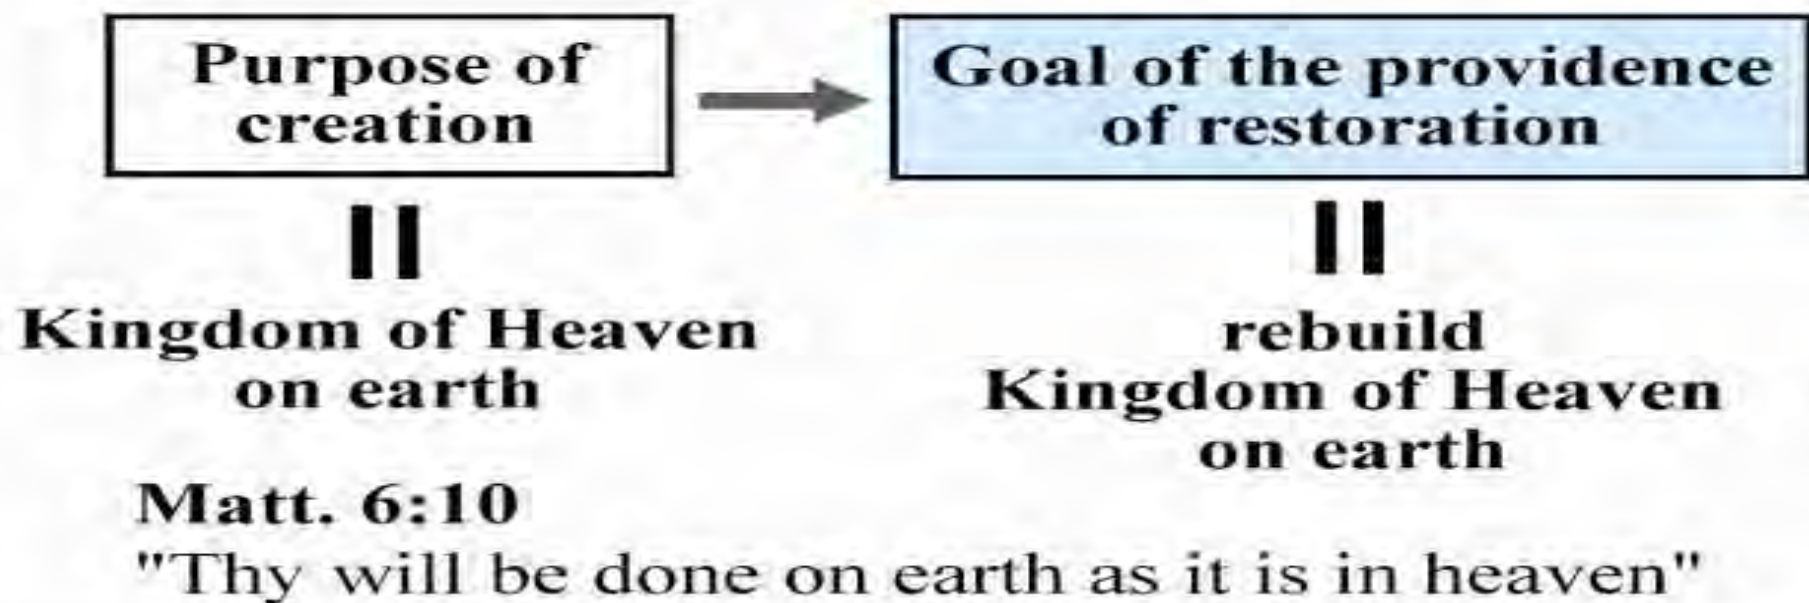 Purpose of
creation
Goal of the providence
of restoration
Kingdom of Heaven
on earth
rebuild
Kingdom of Heaven
on earth
Matt. 6:10
"Thy will be done on earth as it is in heaven"